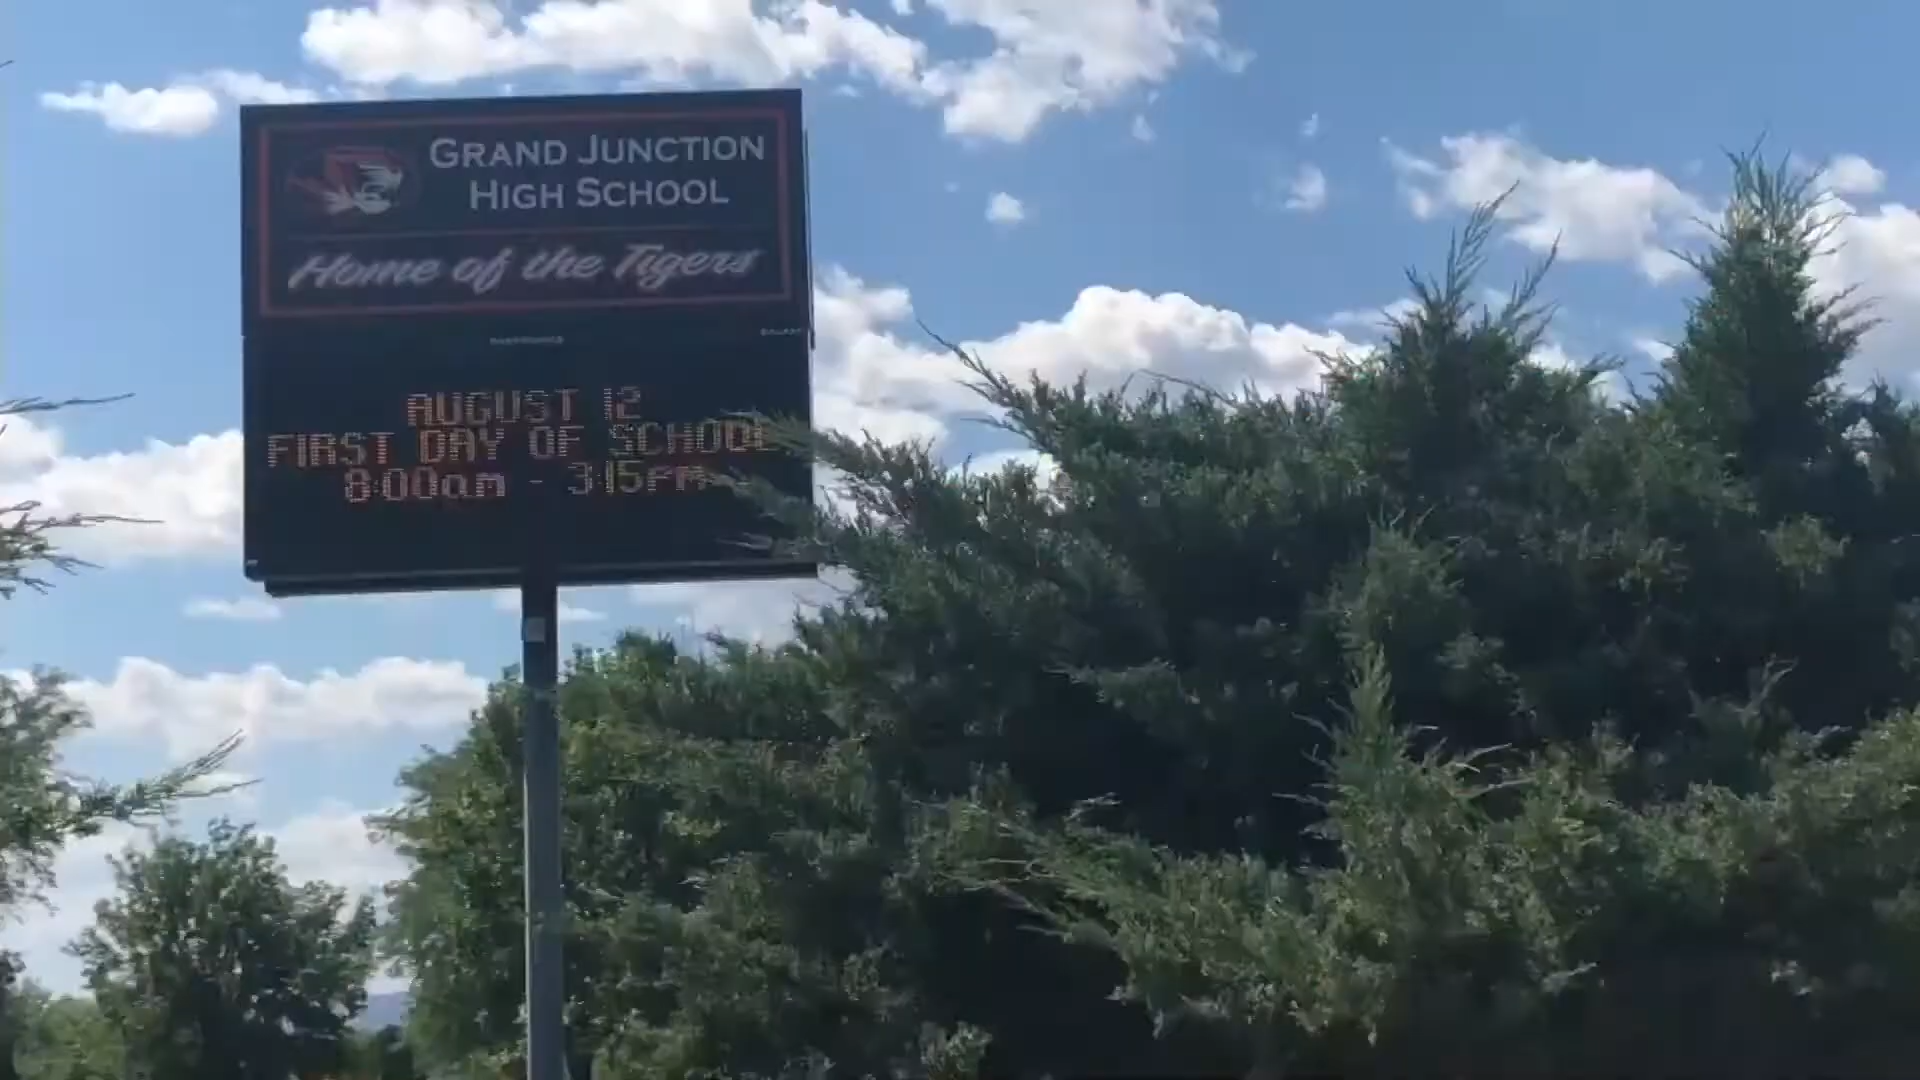 GRAND JUNCTION
HIGH SCHOOL
Home of the Tigers
AUGUST 12
FIRST DAY OF SCHOOL
8:00am - 3:15PM